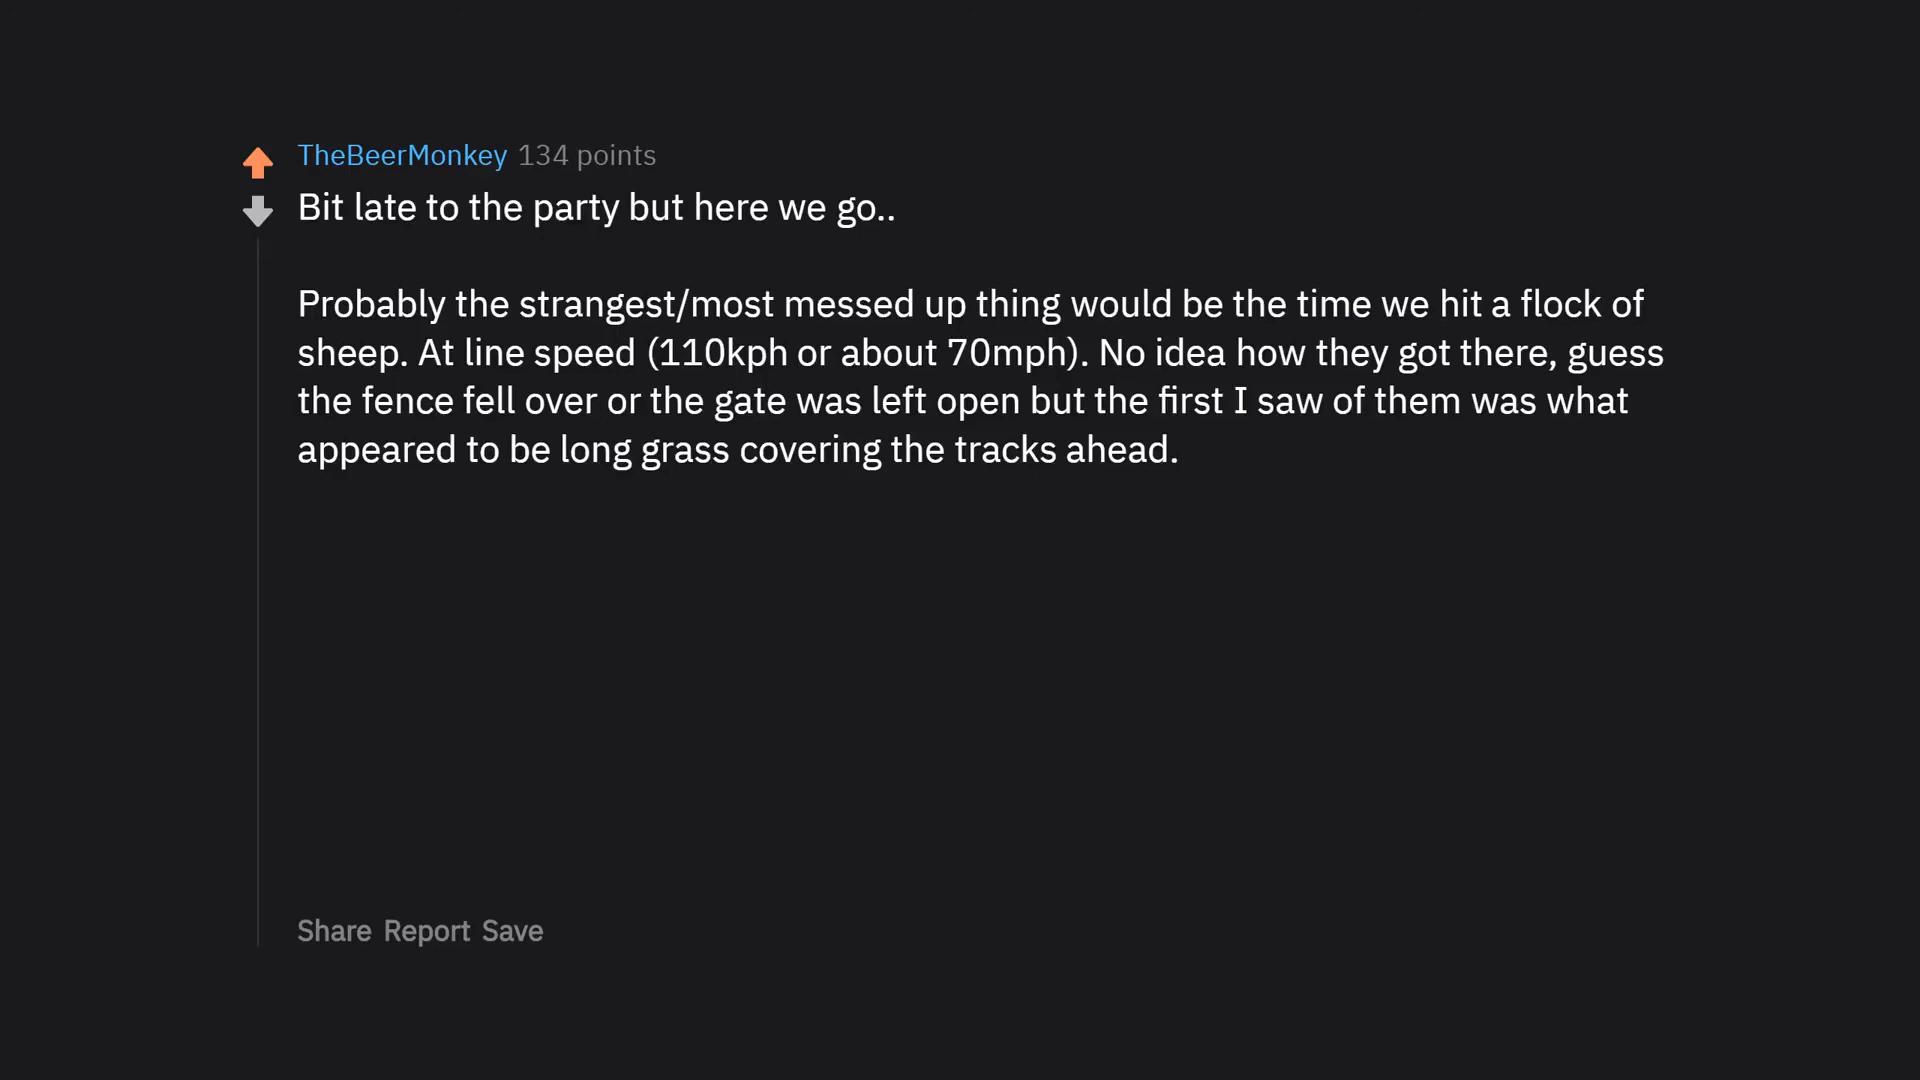 TheBeerMonkey 134 points
Bit late to the party but here we go..
Probably the strangest/most messed up thing would be the time we hit a flock of
sheep. At line speed (110kph or about 70mph). No idea how they got there, guess
the fence fell over or the gate was left open but the first I saw of them was what
appeared to be long grass covering the tracks ahead.
Share Report Save